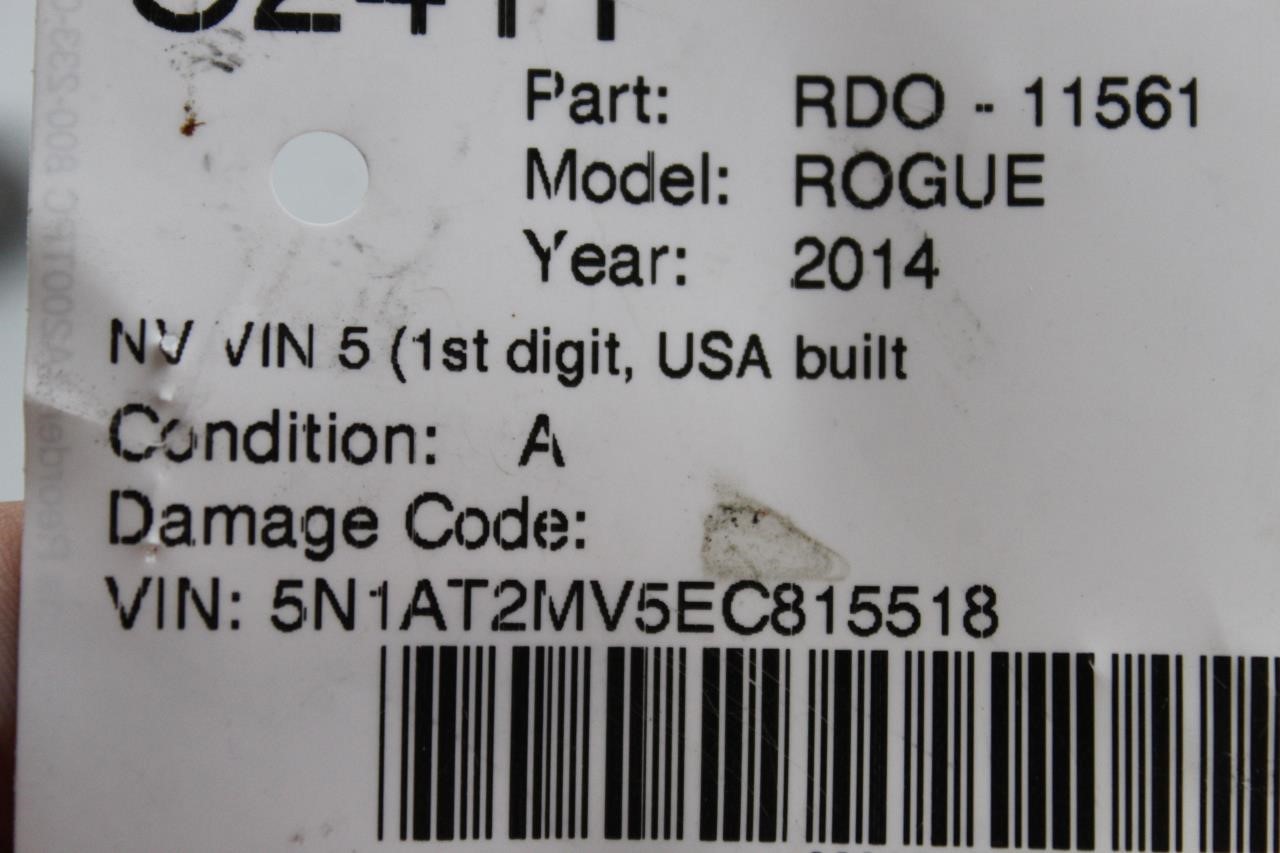 Part: RDO - 11561
Model: ROGUE
Year: 2014
NV VIN 5 (1st digit, USA built
Condition: A
Damage Code:
VIN: 5N1AT2MV5EC815518